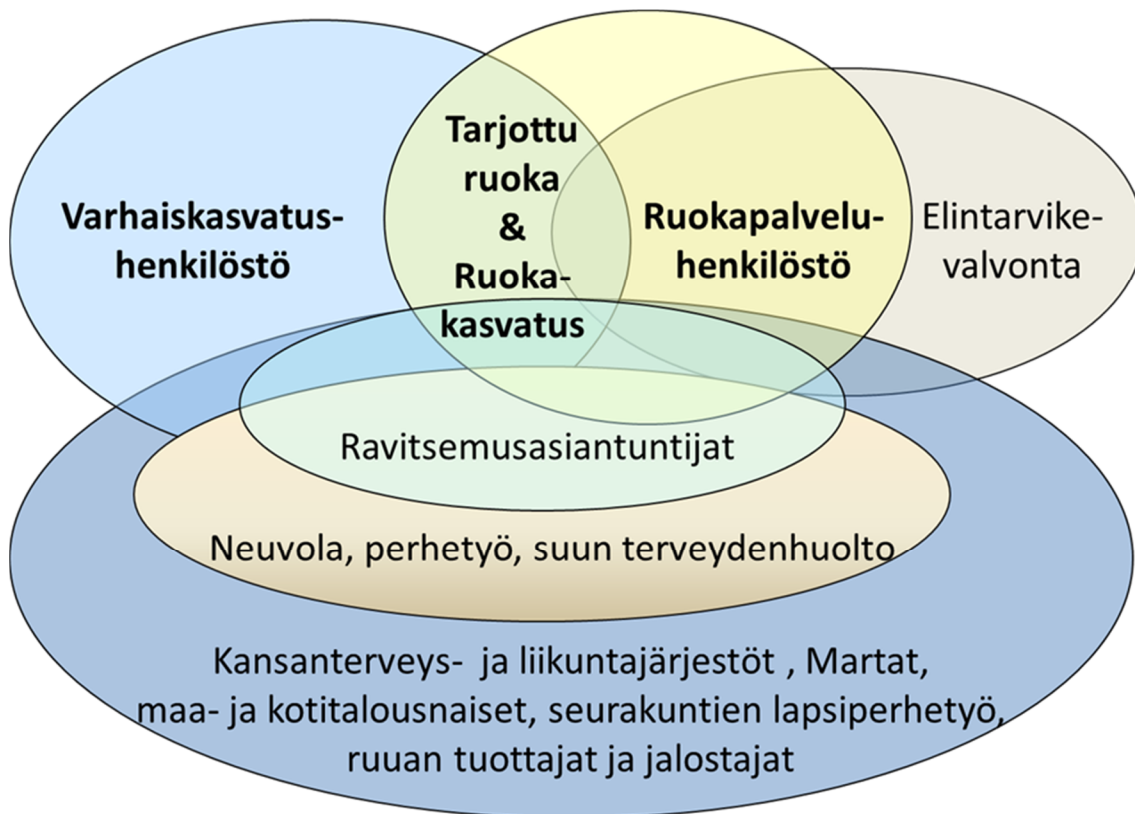 Tarjottu
ruoka
&
Ruoka-
kasvatus
Varhaiskasvatus-
henkilöstö
Ruokapalvelu-
henkilöstö
Elintarvike-
valvonta
Ravitsemusasiantuntijat
Neuvola, perhetyö, suun terveydenhuolto
Kansanterveys- ja liikuntajärjestöt , Martat,
maa- ja kotitalousnaiset, seurakuntien lapsiperhetyö,
ruuan tuottajat ja jalostajat